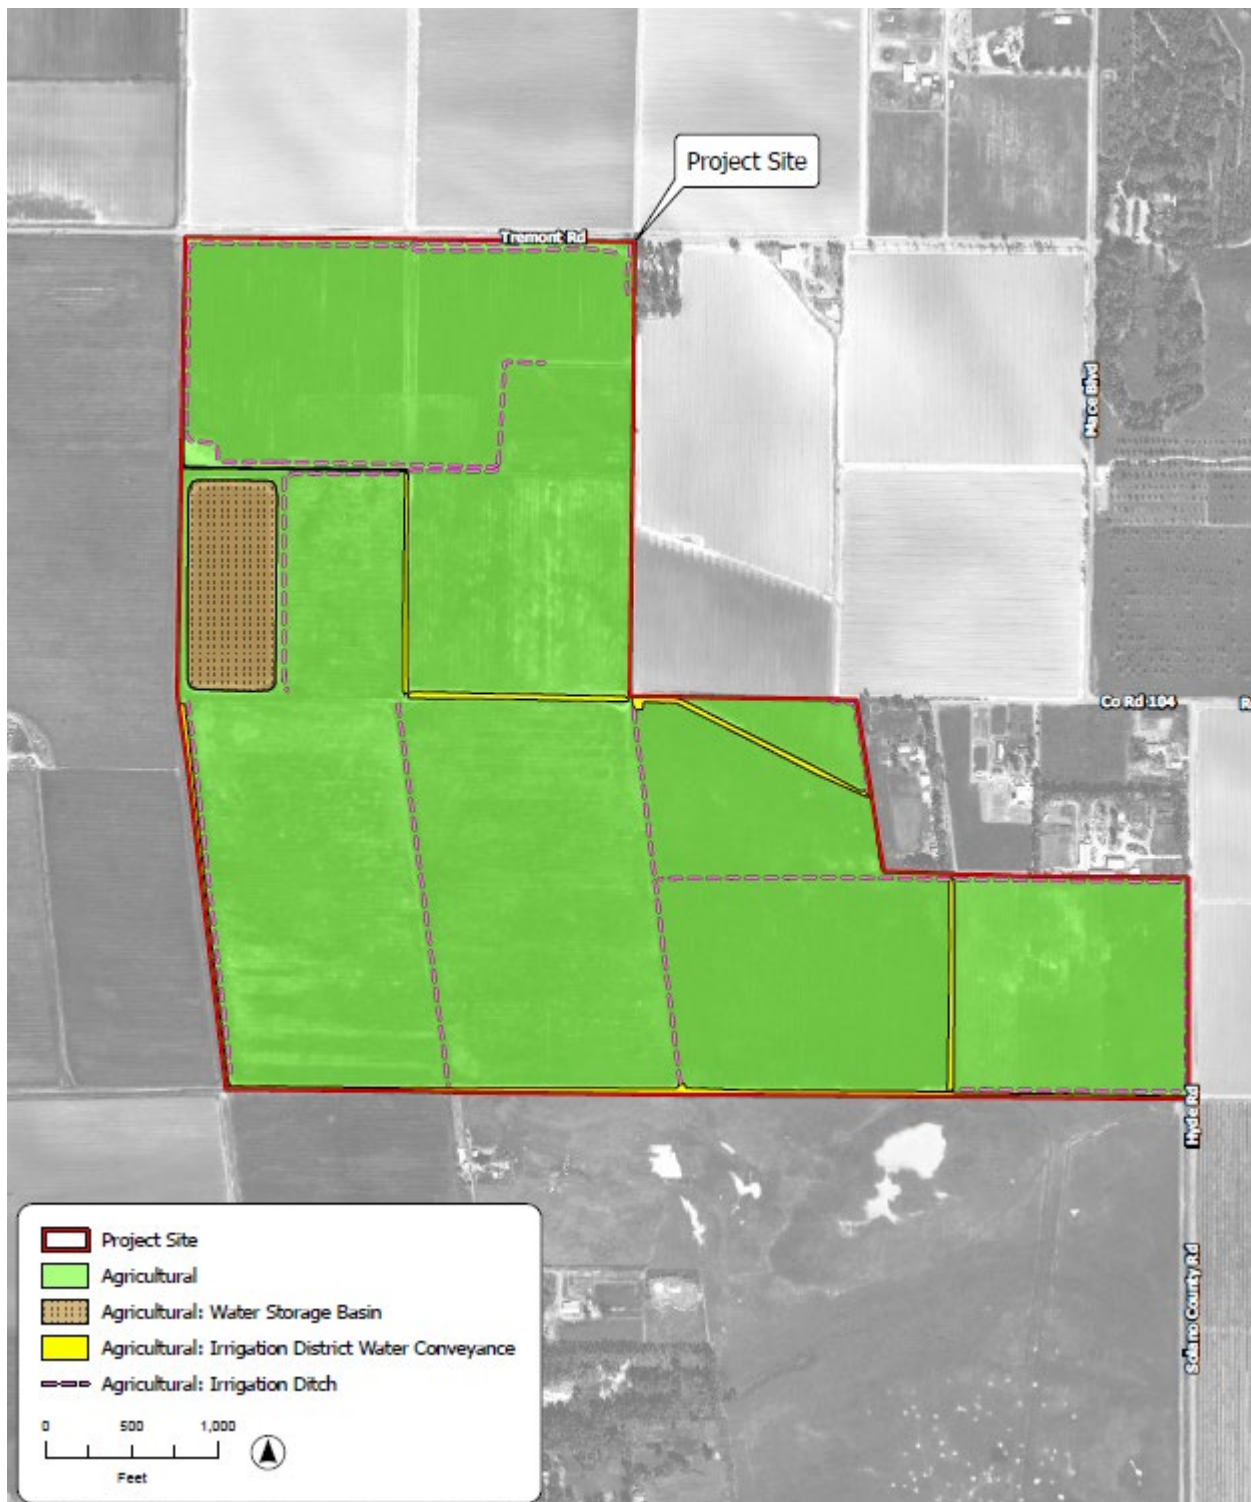 Project Site
Tremont Rd
Mace Blvd
Co Rd 104
R
Hyde Rd
Solano County Rd
Project Site
Agricultural
Agricultural: Water Storage Basin
Agricultural: Irrigation District Water Conveyance
Agricultural: Irrigation Ditch
0 500 1,000
Feet